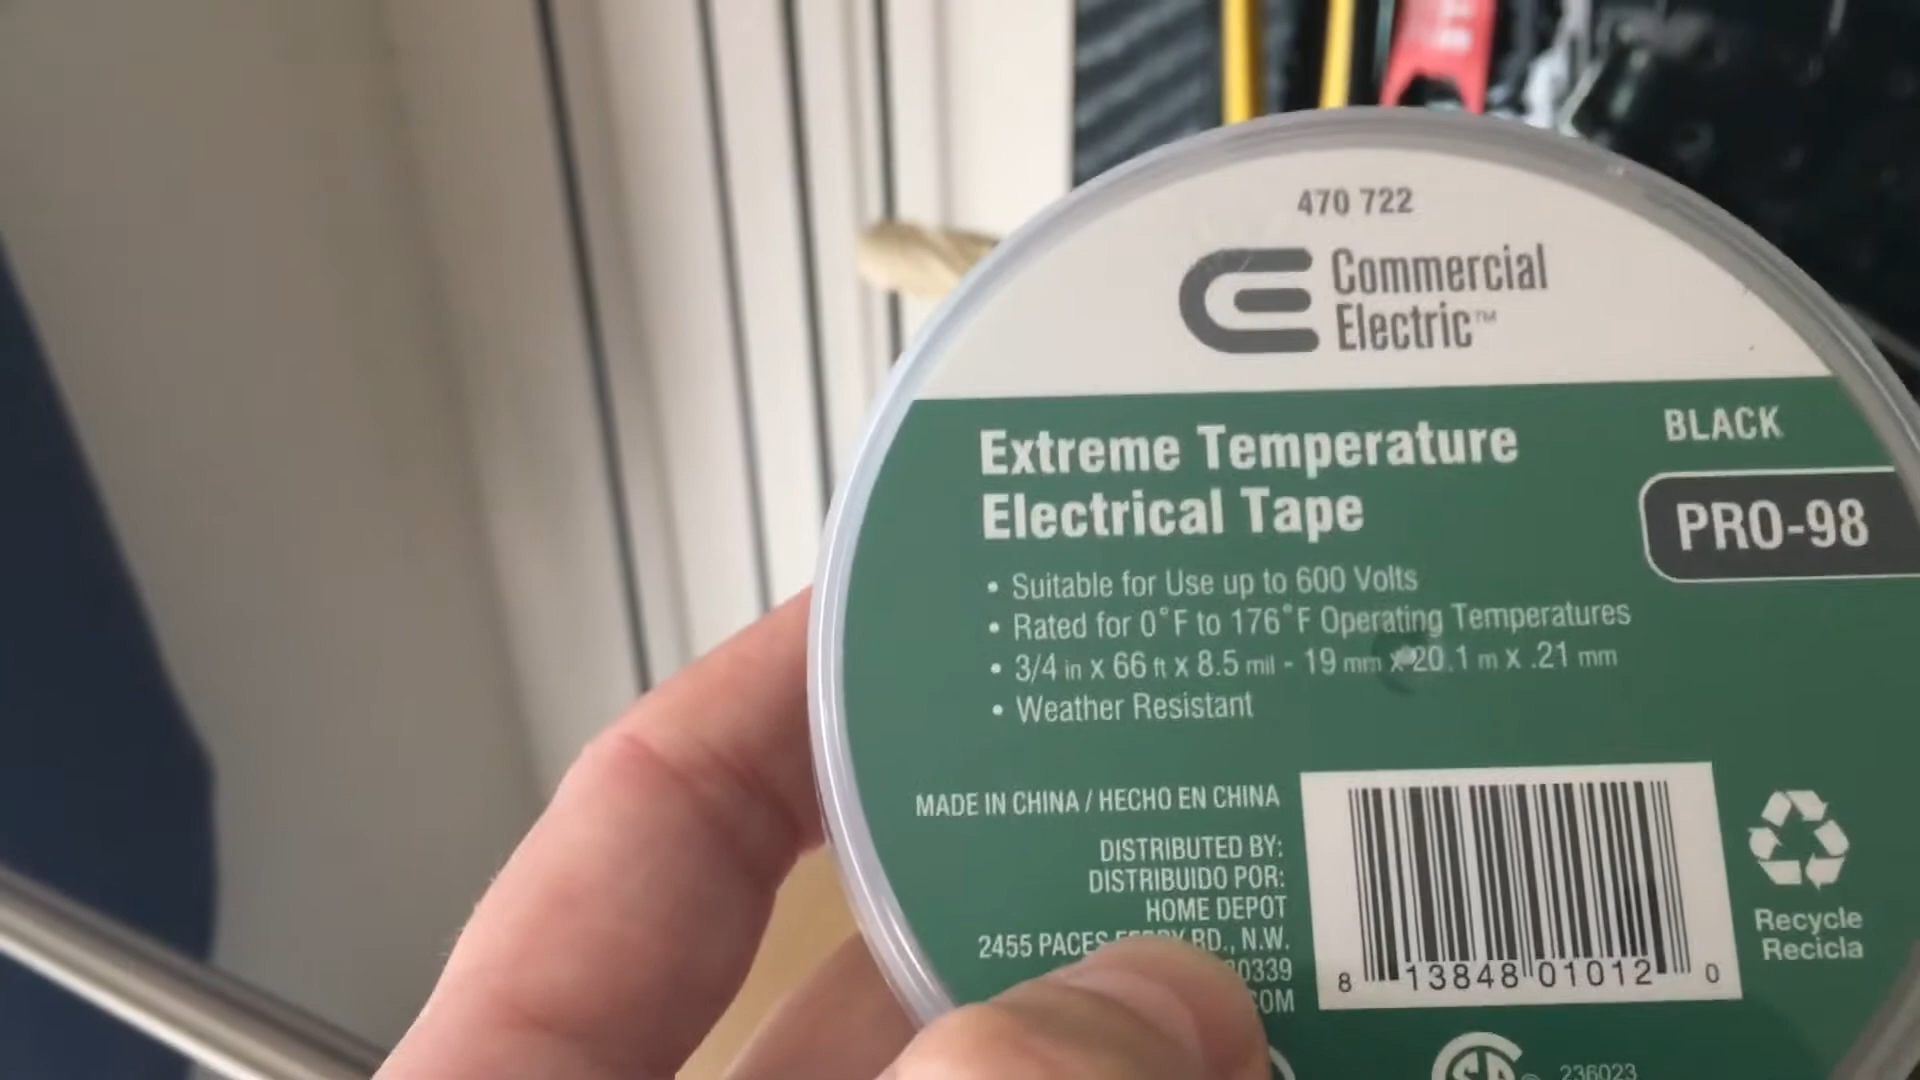 470 722
Commercial
Electric™
BLACK
Extreme Temperature
Electrical Tape
PRO-98
• Suitable for Use up to 600 Volts
• Rated for 0°F to 176°F Operating Temperatures
• 3/4 in x 66 ft x 8.5 mil - 19 mm x 20.1 m x .21 mm
• Weather Resistant
MADE IN CHINA / HECHO EN CHINA
DISTRIBUTED BY:
DISTRIBUIDO POR:
HOME DEPOT
2455 PACES RD., N.W.
8 13848 01012 0
Recycle
Recicla
236023